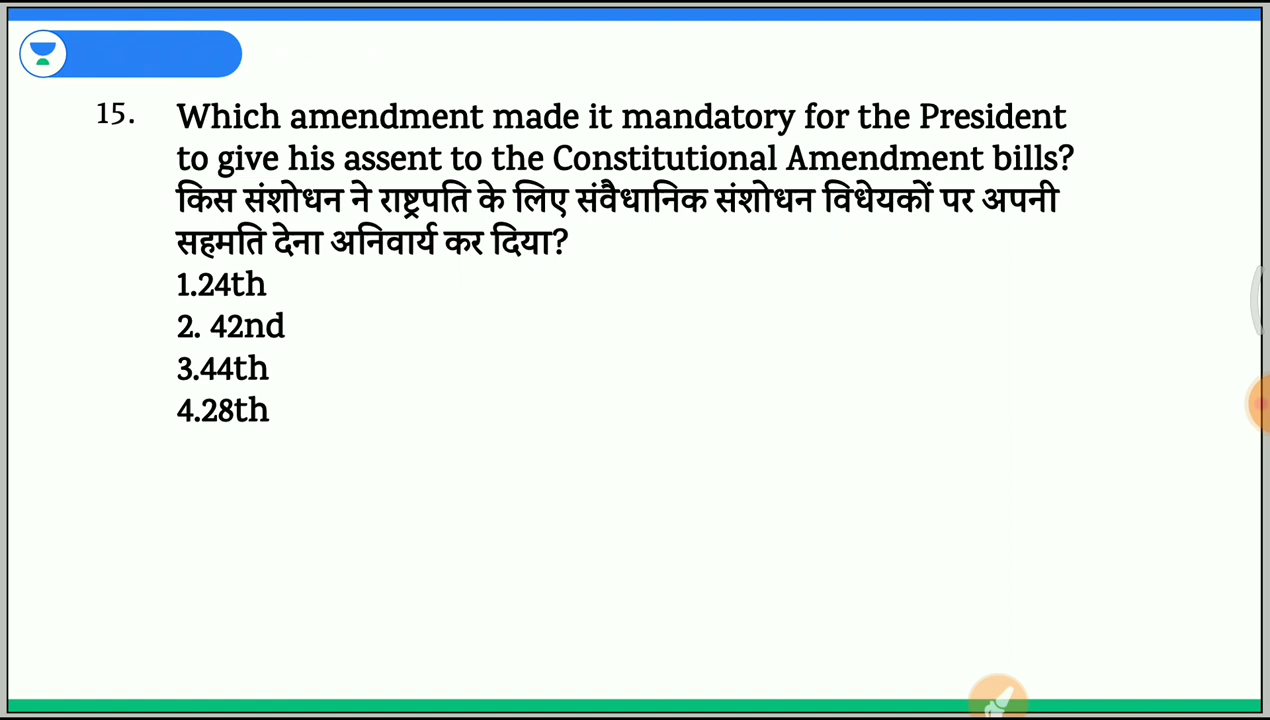 15. Which amendment made it mandatory for the President
to give his assent to the Constitutional Amendment bills?
किस संशोधन ने राष्ट्रपति के लिए संवैधानिक संशोधन विधेयकों पर अपनी
सहमति देना अनिवार्य कर दिया?
1.24th
2. 42nd
3.44th
4.28th